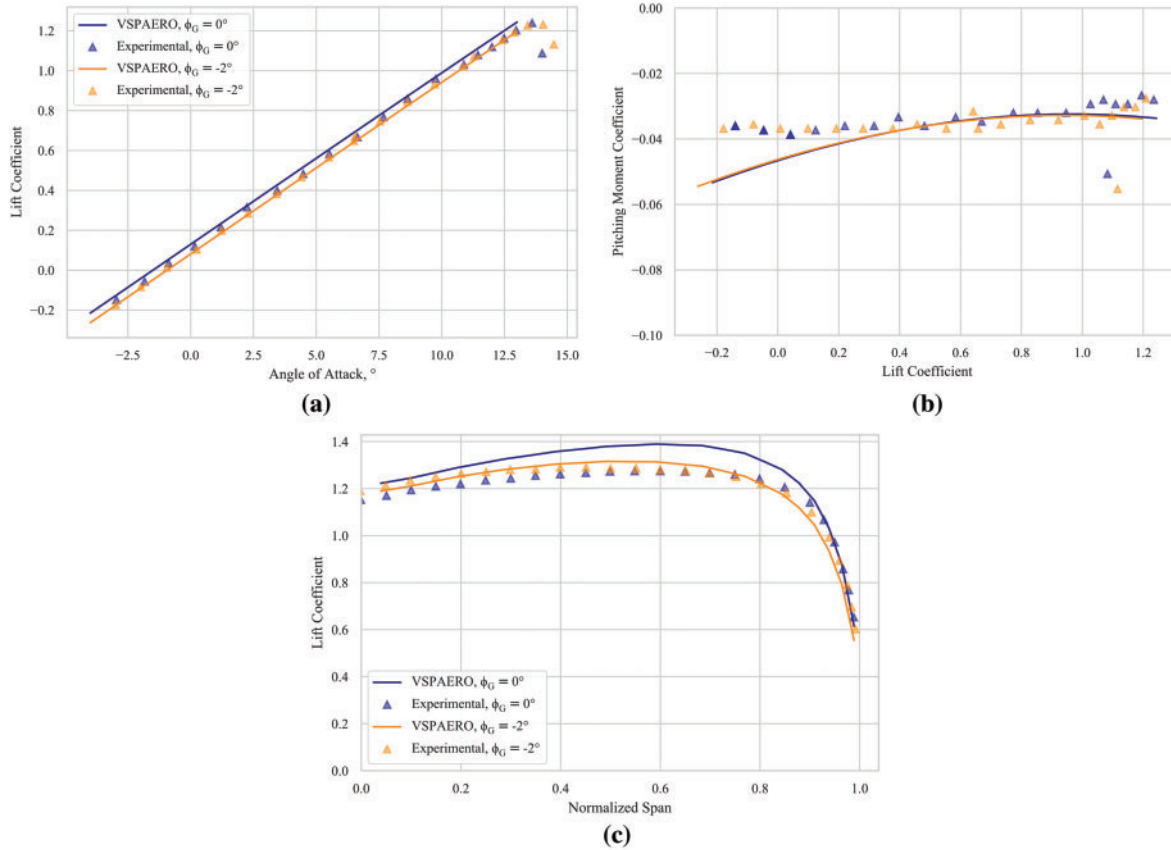 VSPAERO, ϕG = 0°
Experimental, ϕG = 0°
VSPAERO, ϕG = -2°
Experimental, ϕG = -2°
1.2
1.0
0.8
0.6
0.4
0.2
0.0
−0.2
Lift Coefficient
−2.5 0.0 2.5 5.0 7.5 10.0 12.5 15.0
Angle of Attack, °
(a)
0.00
−0.02
−0.04
−0.06
−0.08
−0.10
Pitching Moment Coefficient
−0.2 0.0 0.2 0.4 0.6 0.8 1.0 1.2
Lift Coefficient
(b)
1.4
1.2
1.0
0.8
0.6
0.4
0.2
0.0
Lift Coefficient
VSPAERO, ϕG = 0°
Experimental, ϕG = 0°
VSPAERO, ϕG = -2°
Experimental, ϕG = -2°
0.0 0.2 0.4 0.6 0.8 1.0
Normalized Span
(c)